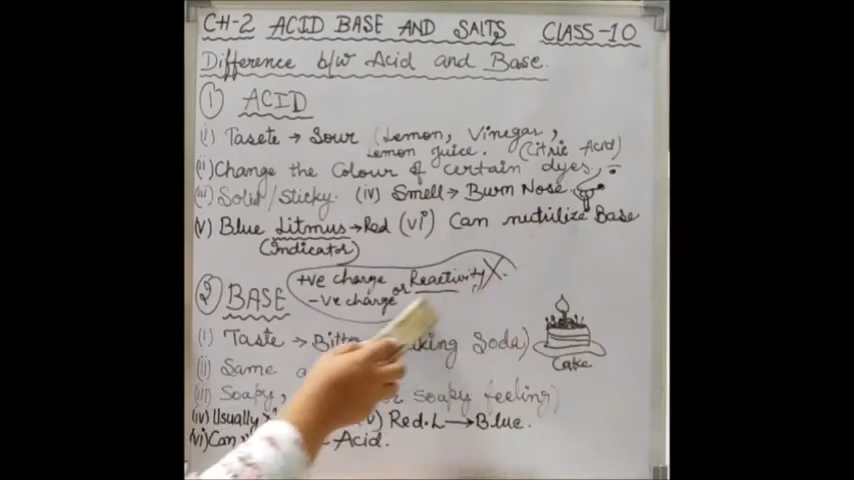 CH-2 ACID BASE AND SALTS CLASS-10
Difference b/w Acid and Base.
① ACID
(i) Tasete → Sour (Lemon, Vinegar,
Lemon Juice. (Citric Acid)
(ii) Change the Colour of certain dyes,
(iii) Solid/Sticky. (iv) Smell → Burn Nose
(v) Blue Litmus → Red (vi) Can nutilize Base
(Indicator)
+ve charge or Reactivity X.
-ve charge
② BASE
(i) Taste → Soda)
(ii) Same
Cake
(iii) Soapy, soapy feeling)
(iv) Usually (v) Red.L → Blue.
(vi) Can Acid.